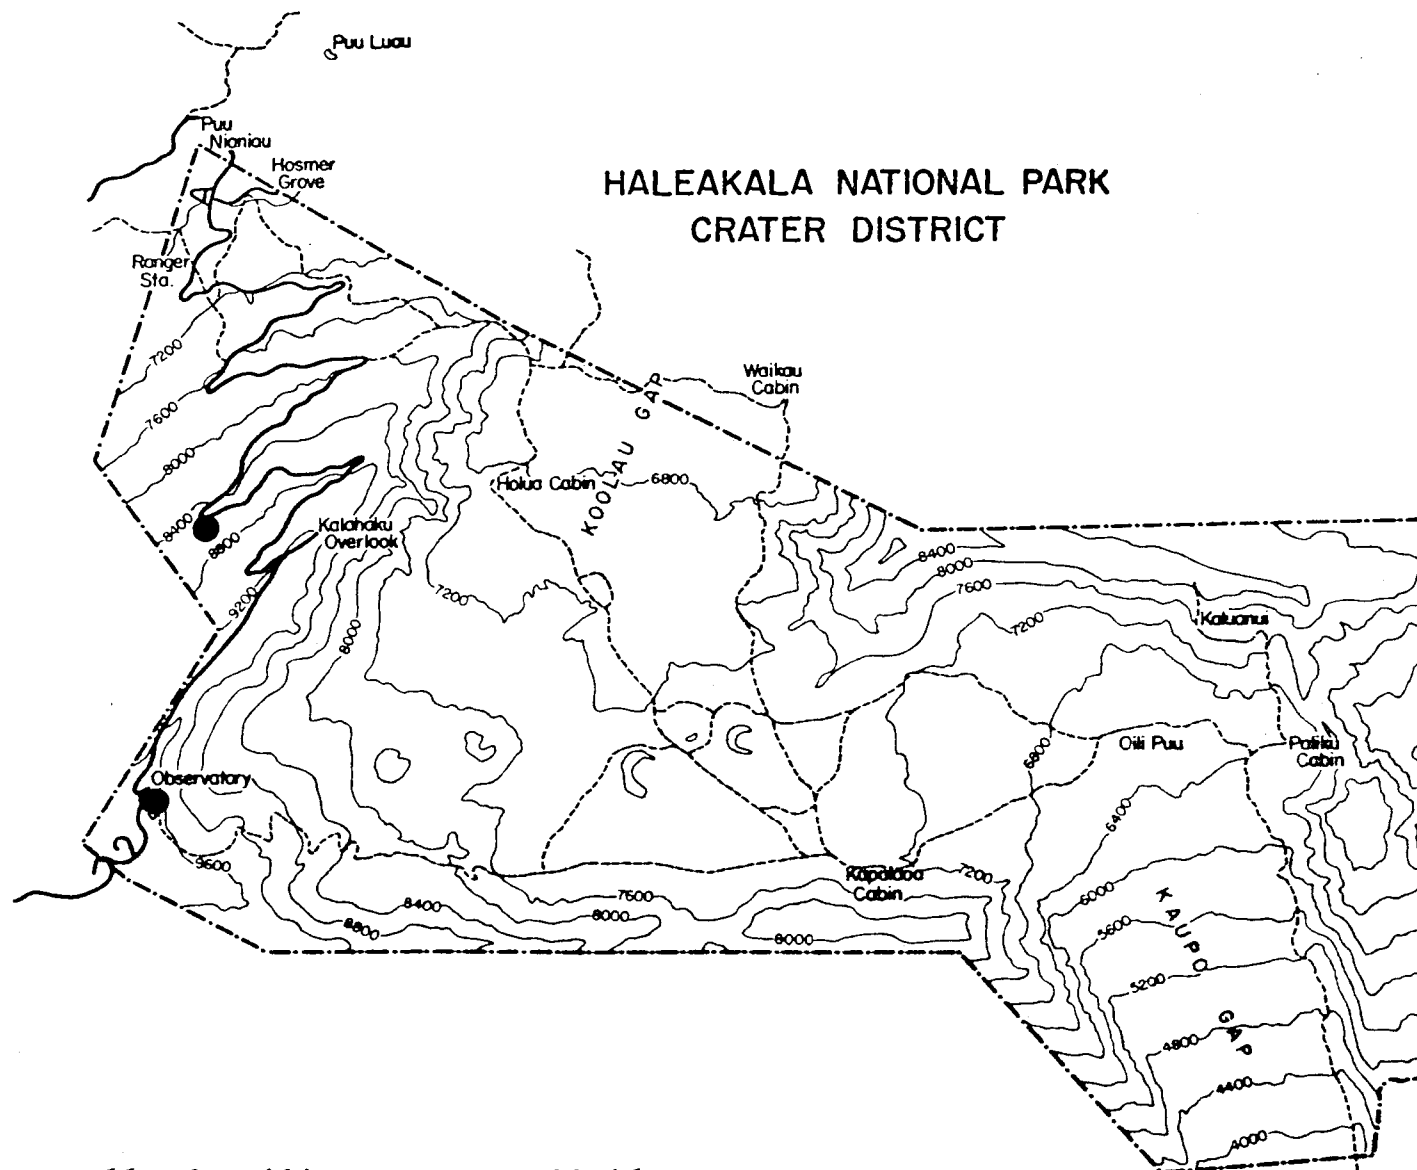 Puu Luau
Puu
Nianiau
Hosmer
Grove
HALEAKALA NATIONAL PARK
CRATER DISTRICT
Ranger
Sta.
7200
Waikau
Cabin
7600
KOOLAU GAP
8000
Holua Cabin
6800
8400
Kalahaku
Overlook
8800
8400
8000
7600
7200
9200
7200
Kaluanui
8000
6800
Oili Puu
Paliku
Cabin
Observatory
6400
9600
Kapalaoa
Cabin
7200
7600
6000
8400
8000
8800
8000
5600
KAUPO GAP
5200
4800
4400
4000